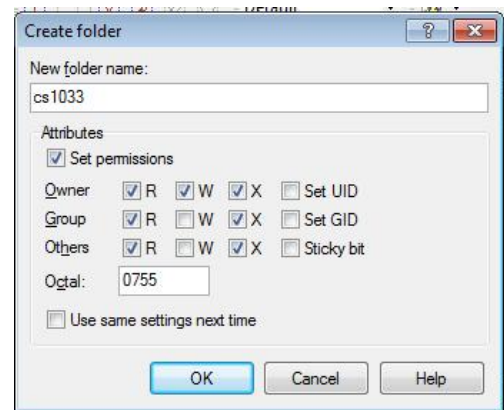 Default
Create folder
New folder name:
cs1033
Attributes
Set permissions
Owner R W X Set UID
Group R W X Set GID
Others R W X Sticky bit
Octal: 0755
Use same settings next time
OK Cancel Help